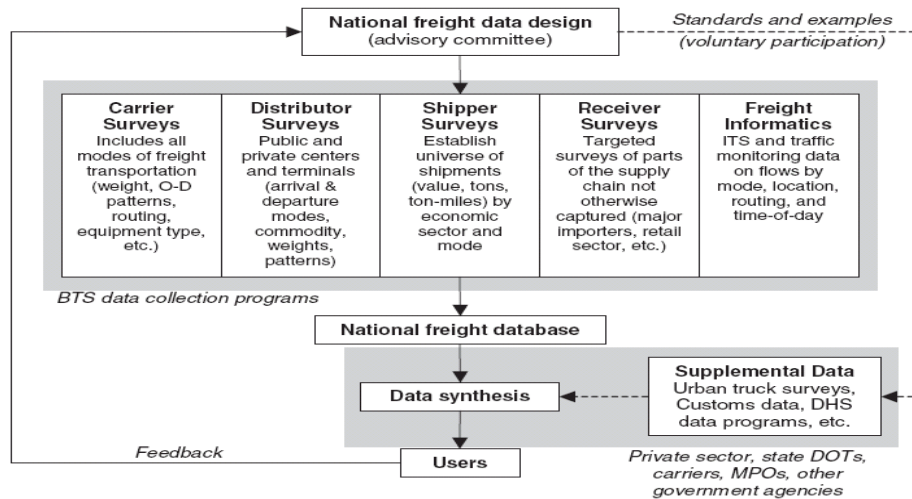 National freight data design
(advisory committee)
Standards and examples
(voluntary participation)
Carrier
Surveys
Includes all
modes of freight
transportation
(weight, O-D
patterns,
routing,
equipment type,
etc.)
Distributor
Surveys
Public and
private centers
and terminals
(arrival &
departure
modes,
commodity,
weights,
patterns)
Shipper
Surveys
Establish
universe of
shipments
(value, tons,
ton-miles) by
economic
sector and
mode
Receiver
Surveys
Targeted
surveys of parts
of the supply
chain not
otherwise
captured (major
importers, retail
sector, etc.)
Freight
Informatics
ITS and traffic
monitoring data
on flows by
mode, location,
routing, and
time-of-day
BTS data collection programs
National freight database
Data synthesis
Supplemental Data
Urban truck surveys,
Customs data, DHS
data programs, etc.
Feedback
Users
Private sector, state DOTs,
carriers, MPOs, other
government agencies